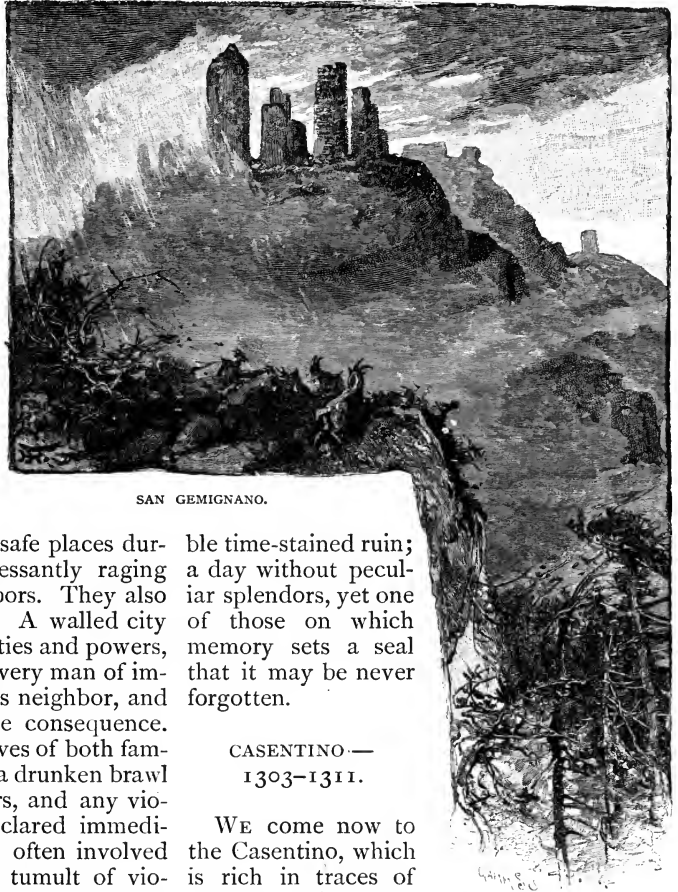 SAN GEMIGNANO.
safe places dur-
essantly raging
bors. They also
A walled city
ties and powers,
very man of im-
s neighbor, and
e consequence.
ves of both fam-
a drunken brawl
rs, and any vio-
clared immedi-
often involved
tumult of vio-
ble time-stained ruin;
a day without pecul-
iar splendors, yet one
of those on which
memory sets a seal
that it may be never
forgotten.
CASENTINO—
1303–1311.
WE come now to
the Casentino, which
is rich in traces of